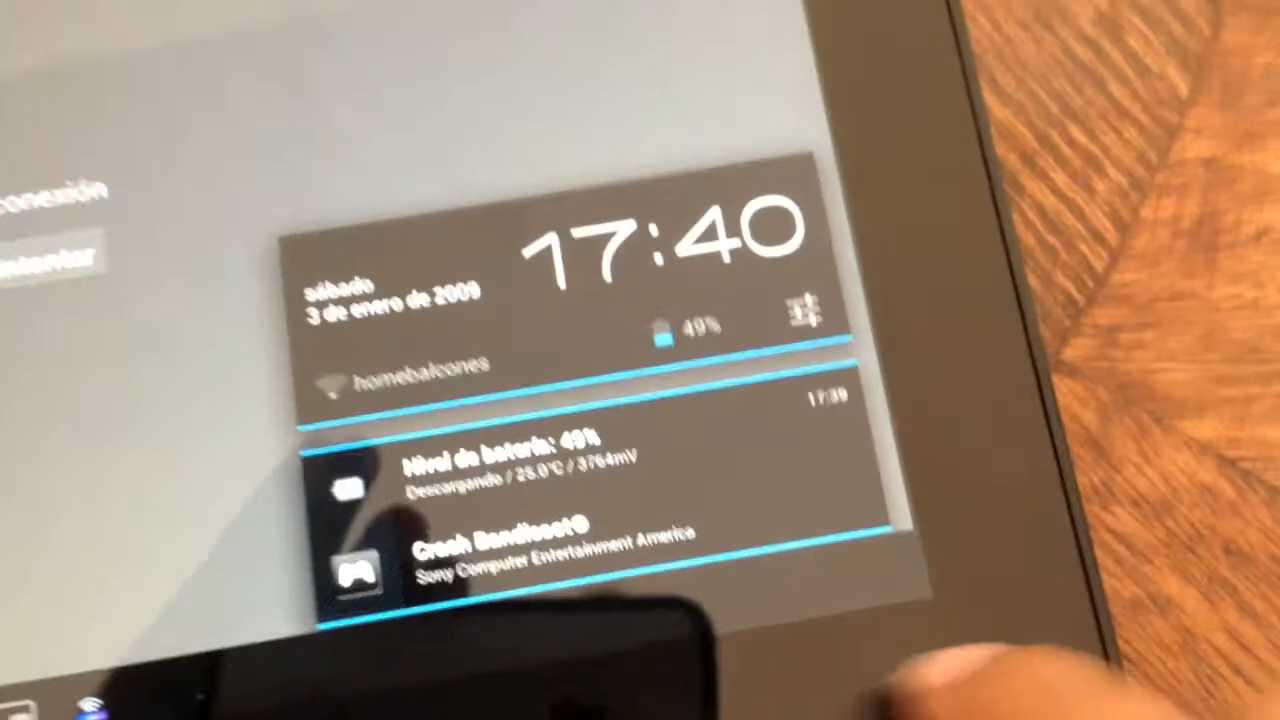 conexión
17:40
sábado
3 de enero de 2009
49%
homebalcones
17:39
Nivel de batería: 49%
Descargando / 25.0°C / 3764mV
Crash Bandicoot®
Sony Computer Entertainment America